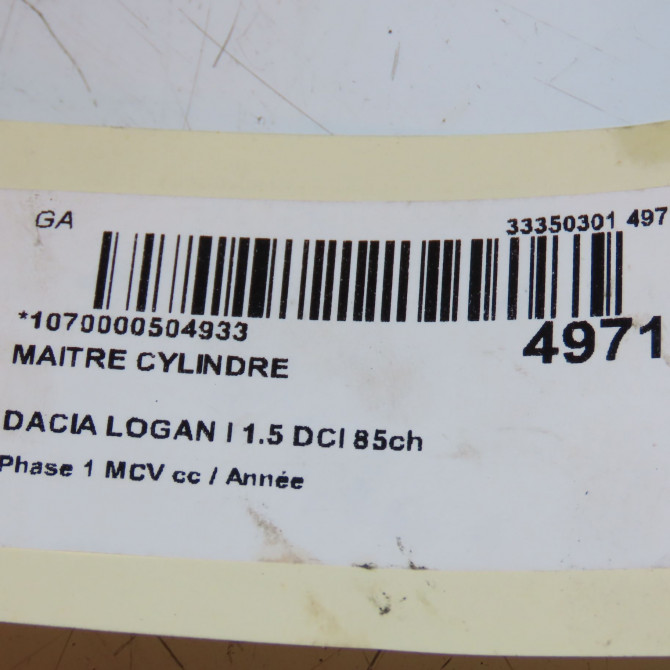 GA
33350301 497
*1070000504933
4971
MAITRE CYLINDRE
DACIA LOGAN I 1.5 DCI 85ch
Phase 1 MCV cc / Année